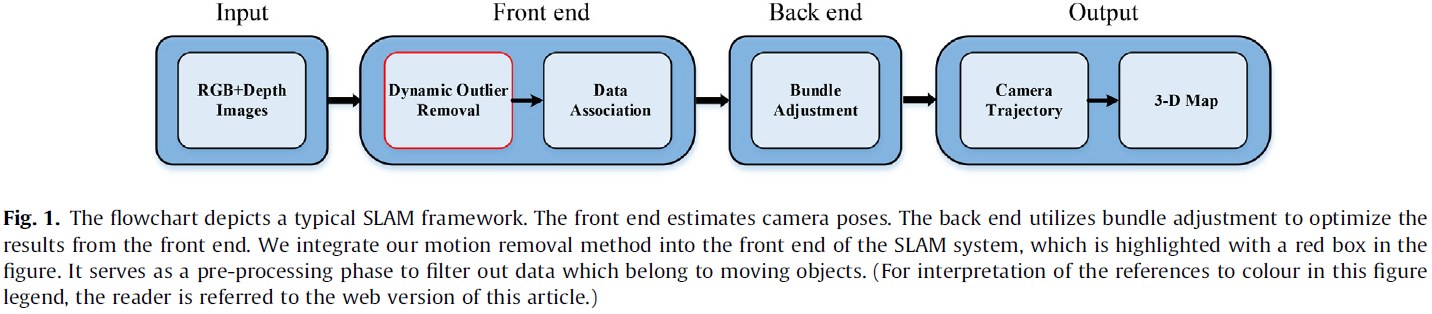 Input
Front end
Back end
Output
RGB+Depth
Images
Dynamic Outlier
Removal
Data
Association
Bundle
Adjustment
Camera
Trajectory
3-D Map
Fig. 1. The flowchart depicts a typical SLAM framework. The front end estimates camera poses. The back end utilizes bundle adjustment to optimize the
results from the front end. We integrate our motion removal method into the front end of the SLAM system, which is highlighted with a red box in the
figure. It serves as a pre-processing phase to filter out data which belong to moving objects. (For interpretation of the references to colour in this figure
legend, the reader is referred to the web version of this article.)